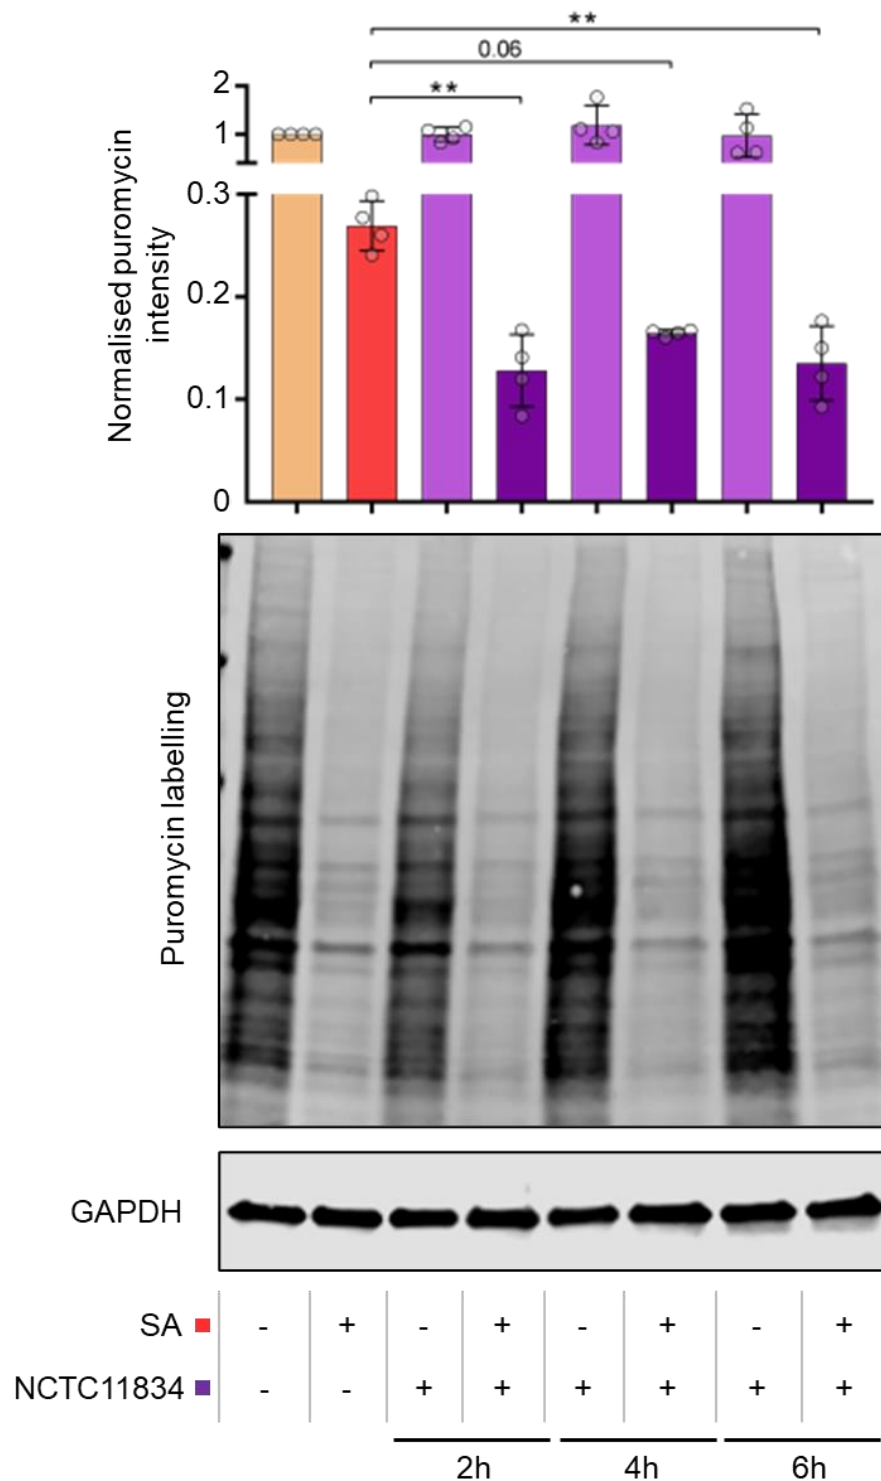 **
0.06
**
2
1
0.3
0.2
0.1
0
Normalised puromycin
intensity
Puromycin labelling
GAPDH
SA - + - + - + - +
NCTC11834 - - + + + + + +
2h 4h 6h